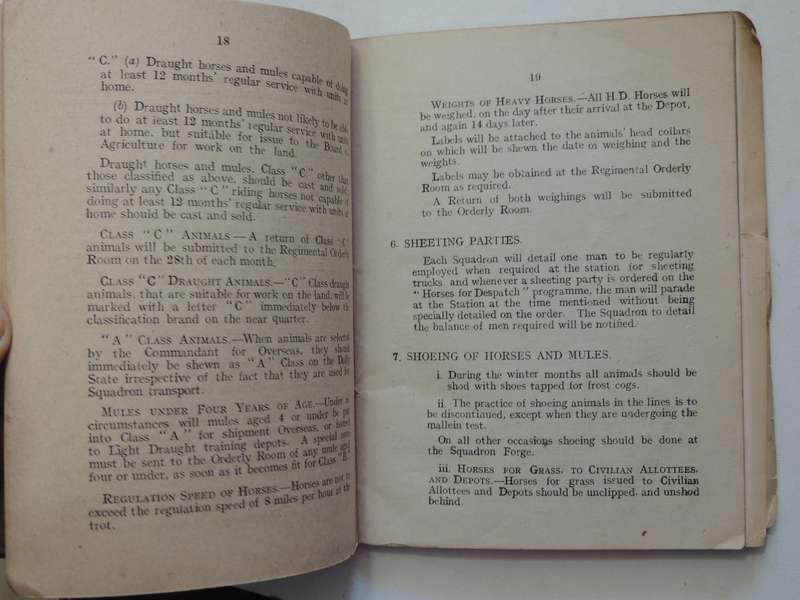 18
"C." (a) Draught horses and mules capable of doing
at least 12 months' regular service with units at
home.
(b) Draught horses and mules not likely to be able
to do at least 12 months' regular service with units
at home, but suitable for issue to the Board of
Agriculture for work on the land.
Draught horses and mules, Class "C," other than
those classified as above, should be cast and sold,
similarly any Class "C" riding horses not capable of
doing at least 12 months' regular service with units at
home should be cast and sold.
CLASS "C" ANIMALS—A return of Class "C"
animals will be submitted to the Regimental Orderly
Room on the 28th of each month.
CLASS "C" DRAUGHT ANIMALS.—"C" Class draught
animals, that are suitable for work on the land, will be
marked with a letter "C" immediately below the
classification brand on the near quarter.
"A" CLASS ANIMALS.—When animals are selected
by the Commandant for Overseas, they should
immediately be shewn as "A" Class on the Daily
State irrespective of the fact that they are used for
Squadron transport.
MULES UNDER FOUR YEARS OF AGE.—Under no
circumstances will mules aged 4 or under be put
into Class "A" for shipment Overseas, or issued
to Light Draught training depots. A special
must be sent to the Orderly Room of any mule aged
four or under, as soon as it becomes fit for Class "B."
REGULATION SPEED OF HORSES.—Horses are not to
exceed the regulation speed of 8 miles per hour at the
trot.
19
WEIGHTS OF HEAVY HORSES.—All H.D. Horses will
be weighed, on the day after their arrival at the Depot,
and again 14 days later.
Labels will be attached to the animals' head collars
on which will be shewn the date of weighing and the
weights.
Labels may be obtained at the Regimental Orderly
Room as required.
A Return of both weighings will be submitted
to the Orderly Room.
6. SHEETING PARTIES.
Each Squadron will detail one man to be regularly
employed when required at the station for sheeting
trucks, and whenever a sheeting party is ordered on the
"Horses for Despatch" programme, the man will parade
at the Station at the time mentioned without being
specially detailed on the order. The Squadron to detail
the balance of men required will be notified.
7. SHOEING OF HORSES AND MULES.
i. During the winter months all animals should be
shod with shoes tapped for frost cogs.
ii. The practice of shoeing animals in the lines is to
be discontinued, except when they are undergoing the
mallein test.
On all other occasions shoeing should be done at
the Squadron Forge.
iii. HORSES FOR GRASS, TO CIVILIAN ALLOTTEES,
AND DEPOTS.—Horses for grass issued to Civilian
Allottees and Depots should be unclipped, and unshod
behind.